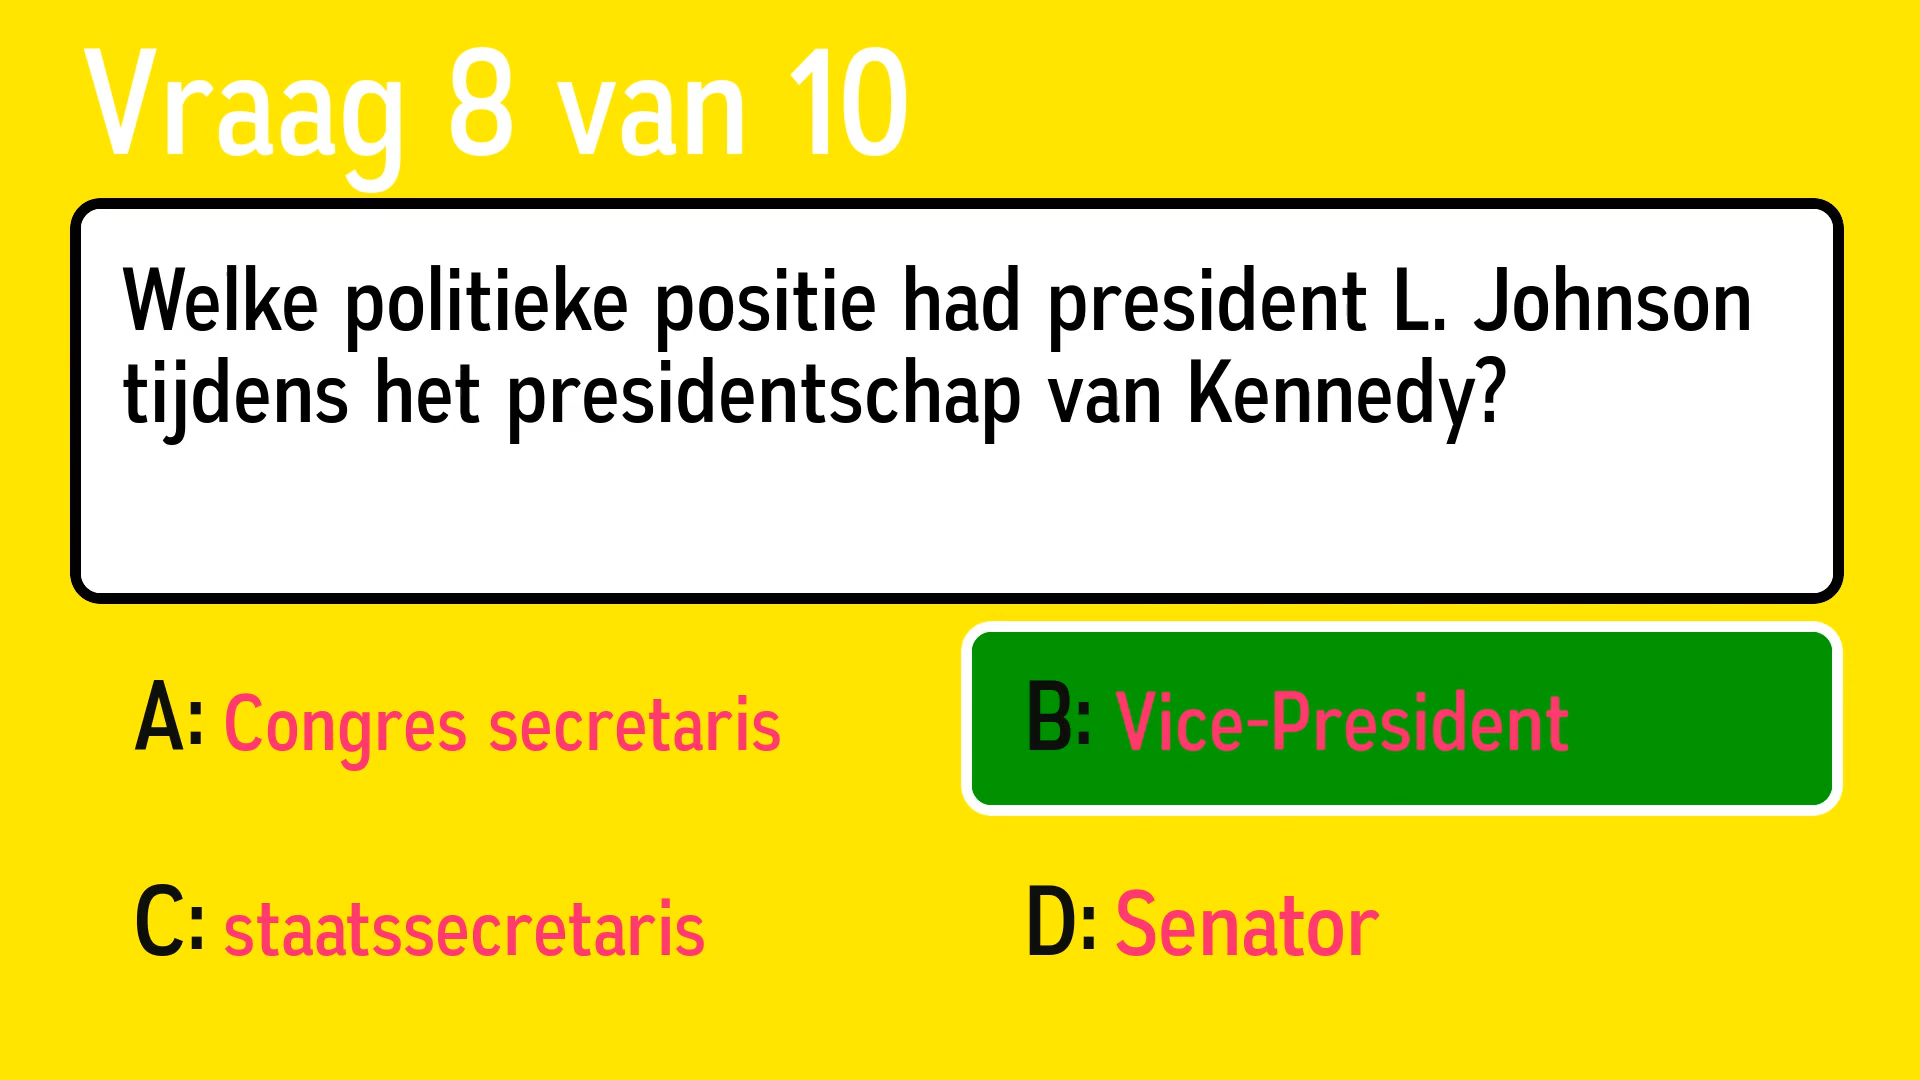 Vraag 8 van 10
Welke politieke positie had president L. Johnson
tijdens het presidentschap van Kennedy?
A: Congres secretaris
B: Vice-President
C: staatssecretaris
D: Senator